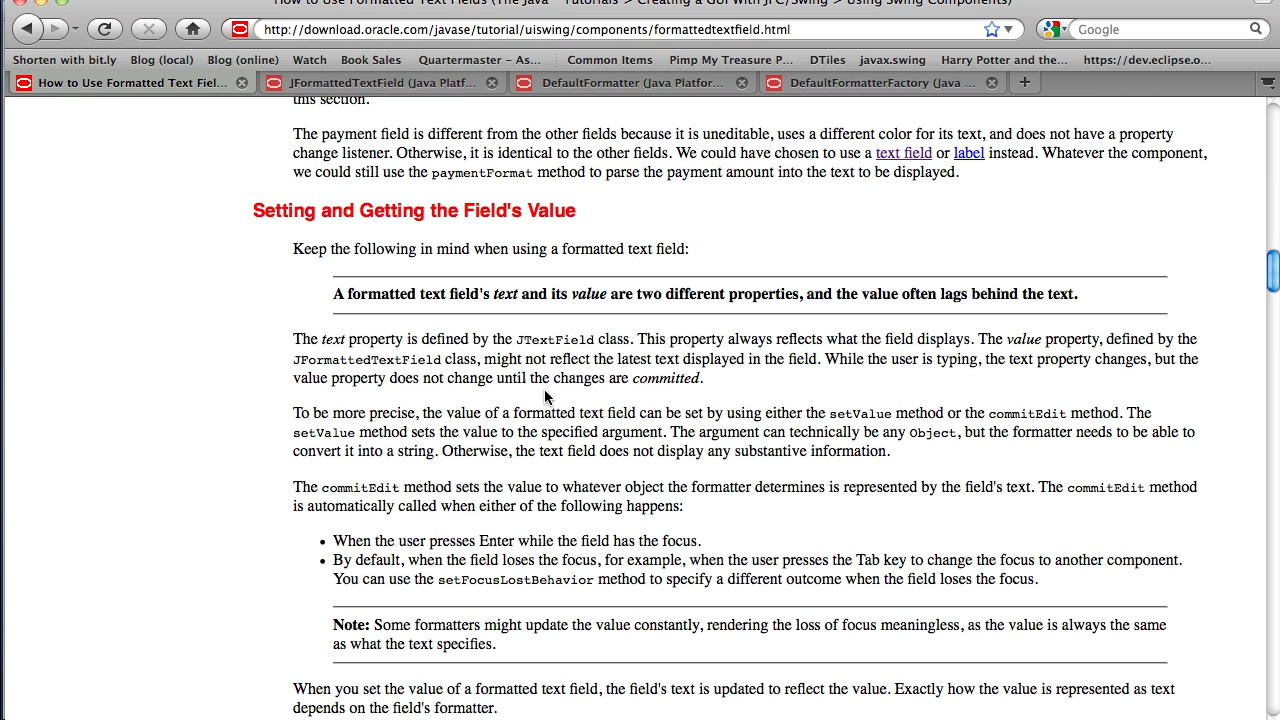 How to Use Formatted Text Fields (The Java™ Tutorials > Creating a GUI With JFC/Swing > Using Swing Components)
http://download.oracle.com/javase/tutorial/uiswing/components/formattedtextfield.html
Google
Shorten with bit.ly Blog (local) Blog (online) Watch Book Sales Quartermaster - As... Common Items Pimp My Treasure P... DTiles javax.swing Harry Potter and the... https://dev.eclipse.o...
How to Use Formatted Text Fiel... JFormattedTextField (Java Platf... DefaultFormatter (Java Platfor... DefaultFormatterFactory (Java ...
this section.
The payment field is different from the other fields because it is uneditable, uses a different color for its text, and does not have a property
change listener. Otherwise, it is identical to the other fields. We could have chosen to use a text field or label instead. Whatever the component,
we could still use the paymentFormat method to parse the payment amount into the text to be displayed.
Setting and Getting the Field's Value
Keep the following in mind when using a formatted text field:
A formatted text field's text and its value are two different properties, and the value often lags behind the text.
The text property is defined by the JTextField class. This property always reflects what the field displays. The value property, defined by the
JFormattedTextField class, might not reflect the latest text displayed in the field. While the user is typing, the text property changes, but the
value property does not change until the changes are committed.
To be more precise, the value of a formatted text field can be set by using either the setValue method or the commitEdit method. The
setValue method sets the value to the specified argument. The argument can technically be any Object, but the formatter needs to be able to
convert it into a string. Otherwise, the text field does not display any substantive information.
The commitEdit method sets the value to whatever object the formatter determines is represented by the field's text. The commitEdit method
is automatically called when either of the following happens:
• When the user presses Enter while the field has the focus.
• By default, when the field loses the focus, for example, when the user presses the Tab key to change the focus to another component.
You can use the setFocusLostBehavior method to specify a different outcome when the field loses the focus.
Note: Some formatters might update the value constantly, rendering the loss of focus meaningless, as the value is always the same
as what the text specifies.
When you set the value of a formatted text field, the field's text is updated to reflect the value. Exactly how the value is represented as text
depends on the field's formatter.